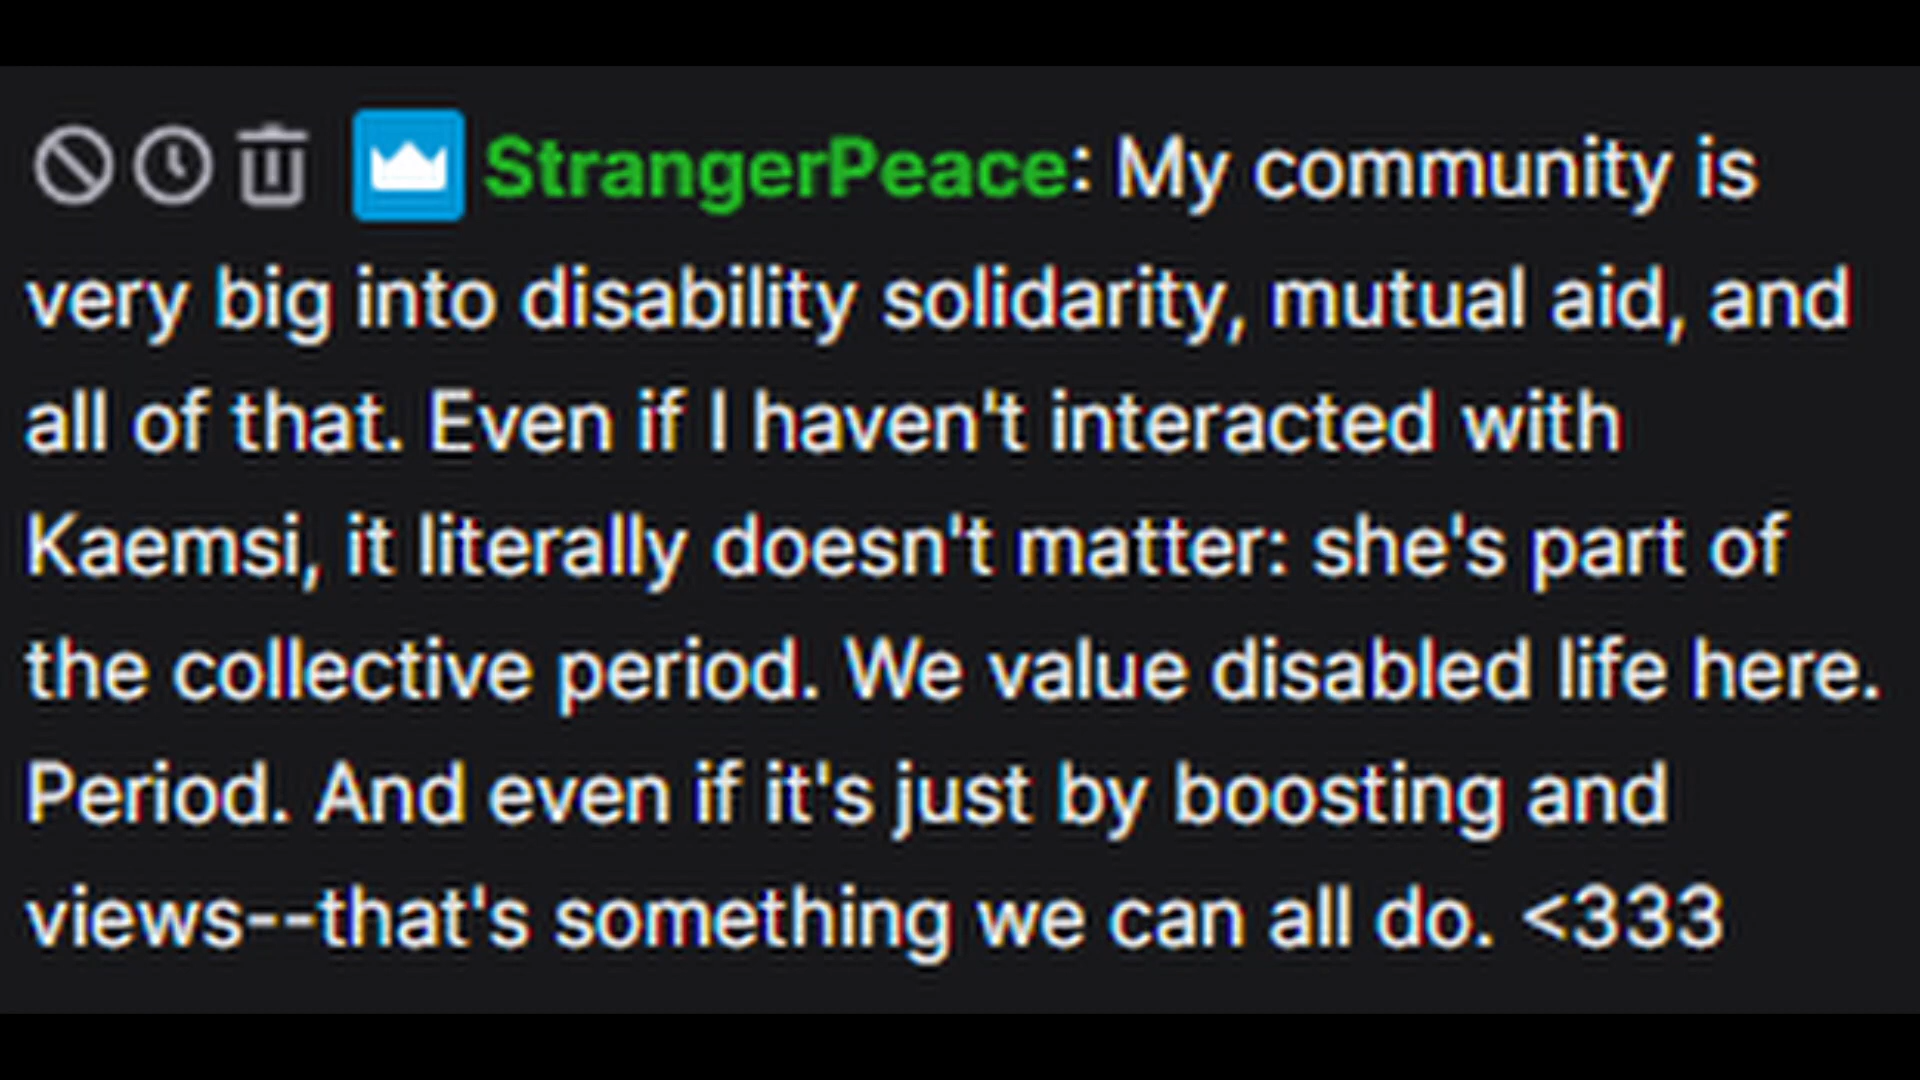 StrangerPeace: My community is
very big into disability solidarity, mutual aid, and
all of that. Even if I haven't interacted with
Kaemsi, it literally doesn't matter: she's part of
the collective period. We value disabled life here.
Period. And even if it's just by boosting and
views--that's something we can all do. <333